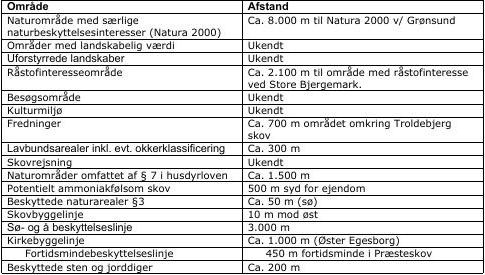 Område Afstand
Naturområde med særlige Ca. 8.000 m til Natura 2000 v/ Grønsund
naturbeskyttelsesinteresser (Natura 2000)
Områder med landskabelig værdi Ukendt
Uforstyrrede landskaber Ukendt
Råstofinteresseområde Ca. 2.100 m til område med råstofinteresse
ved Store Bjergemark.
Besøgsområde Ukendt
Kulturmiljø Ukendt
Fredninger Ca. 700 m området omkring Troldebjerg
skov
Lavbundsarealer inkl. evt. okkerklassificering Ca. 300 m
Skovrejsning Ukendt
Naturområder omfattet af § 7 i husdyrloven Ca. 1.500 m
Potentielt ammoniakfølsom skov 500 m syd for ejendom
Beskyttede naturarealer §3 Ca. 50 m (sø)
Skovbyggelinje 10 m mod øst
Sø- og å beskyttelseslinje 3.000 m
Kirkebyggelinje Ca. 1.000 m (Øster Egesborg)
Fortidsmindebeskyttelseslinje 450 m fortidsminde i Præsteskov
Beskyttede sten og jorddiger Ca. 200 m